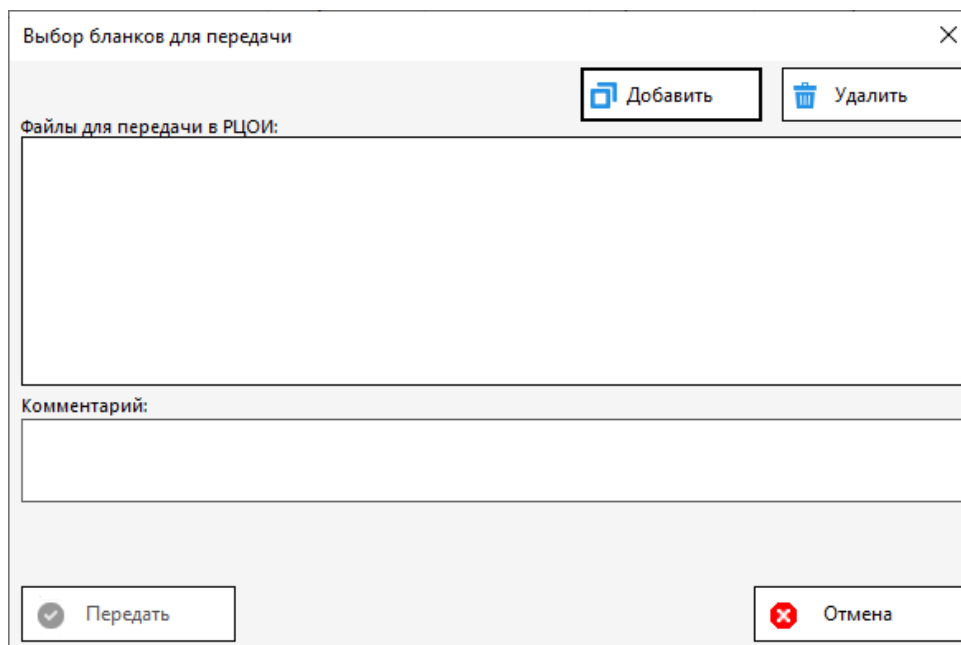 Выбор бланков для передачи
Добавить
Удалить
Файлы для передачи в РЦОИ:
Комментарий:
Передать
Отмена